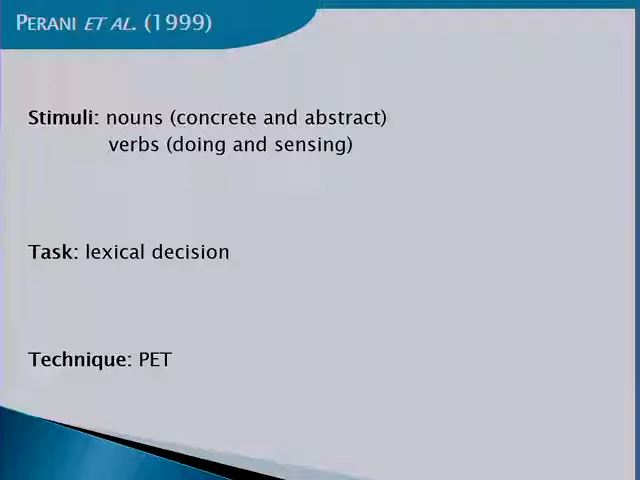 PERANI ET AL. (1999)
Stimuli: nouns (concrete and abstract)
verbs (doing and sensing)
Task: lexical decision
Technique: PET